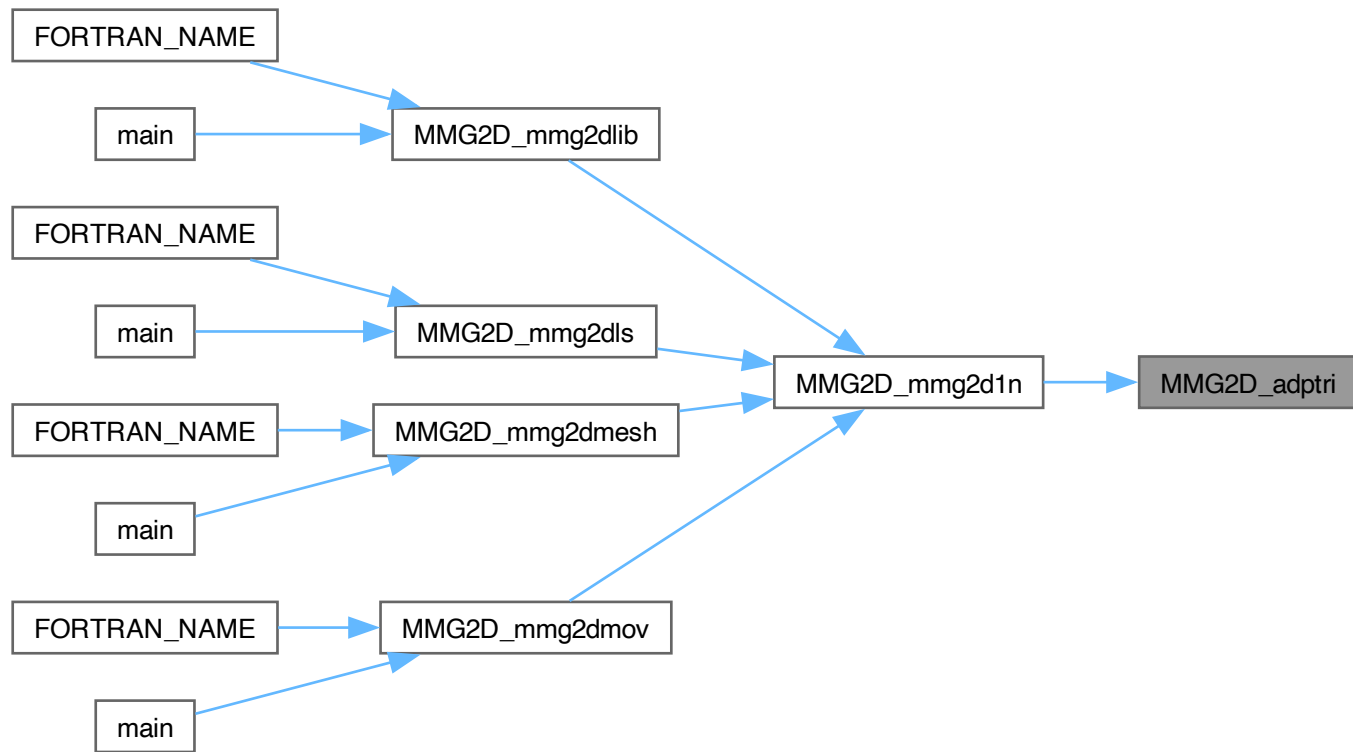 FORTRAN_NAME
main
MMG2D_mmg2dlib
FORTRAN_NAME
main
MMG2D_mmg2dls
MMG2D_mmg2d1n
MMG2D_adptri
FORTRAN_NAME
MMG2D_mmg2dmesh
main
FORTRAN_NAME
MMG2D_mmg2dmov
main